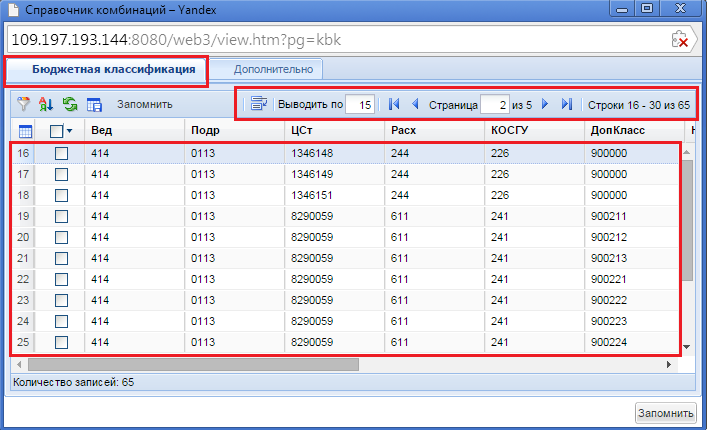 Справочник комбинаций – Yandex
109.197.193.144:8080/web3/view.htm?pg=kbk
Бюджетная классификация Дополнительно
Запомнить Выводить по 15 Страница 2 из 5 Строки 16 - 30 из 65
Вед Подр ЦСт Расх КОСГУ ДопКласс
16 414 0113 1346148 244 226 900000
17 414 0113 1346149 244 226 900000
18 414 0113 1346151 244 226 900000
19 414 0113 8290059 611 241 900211
20 414 0113 8290059 611 241 900212
21 414 0113 8290059 611 241 900213
22 414 0113 8290059 611 241 900221
23 414 0113 8290059 611 241 900222
24 414 0113 8290059 611 241 900223
25 414 0113 8290059 611 241 900224
Количество записей: 65
Запомнить